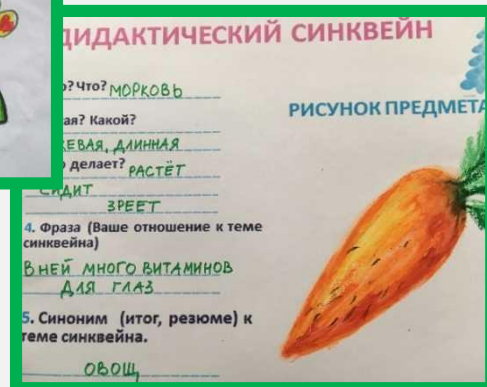 ДИДАКТИЧЕСКИЙ СИНКВЕЙН
? Что? МОРКОВЬ
РИСУНОК ПРЕДМЕТА
ая? Какой?
ЕВАЯ, ДЛИННАЯ
делает? РАСТЁТ
СИДИТ
ЗРЕЕТ
4. Фраза (Ваше отношение к теме
синквейна)
В НЕЙ МНОГО ВИТАМИНОВ
ДЛЯ ГЛАЗ
5. Синоним (итог, резюме) к
теме синквейна.
ОВОЩ